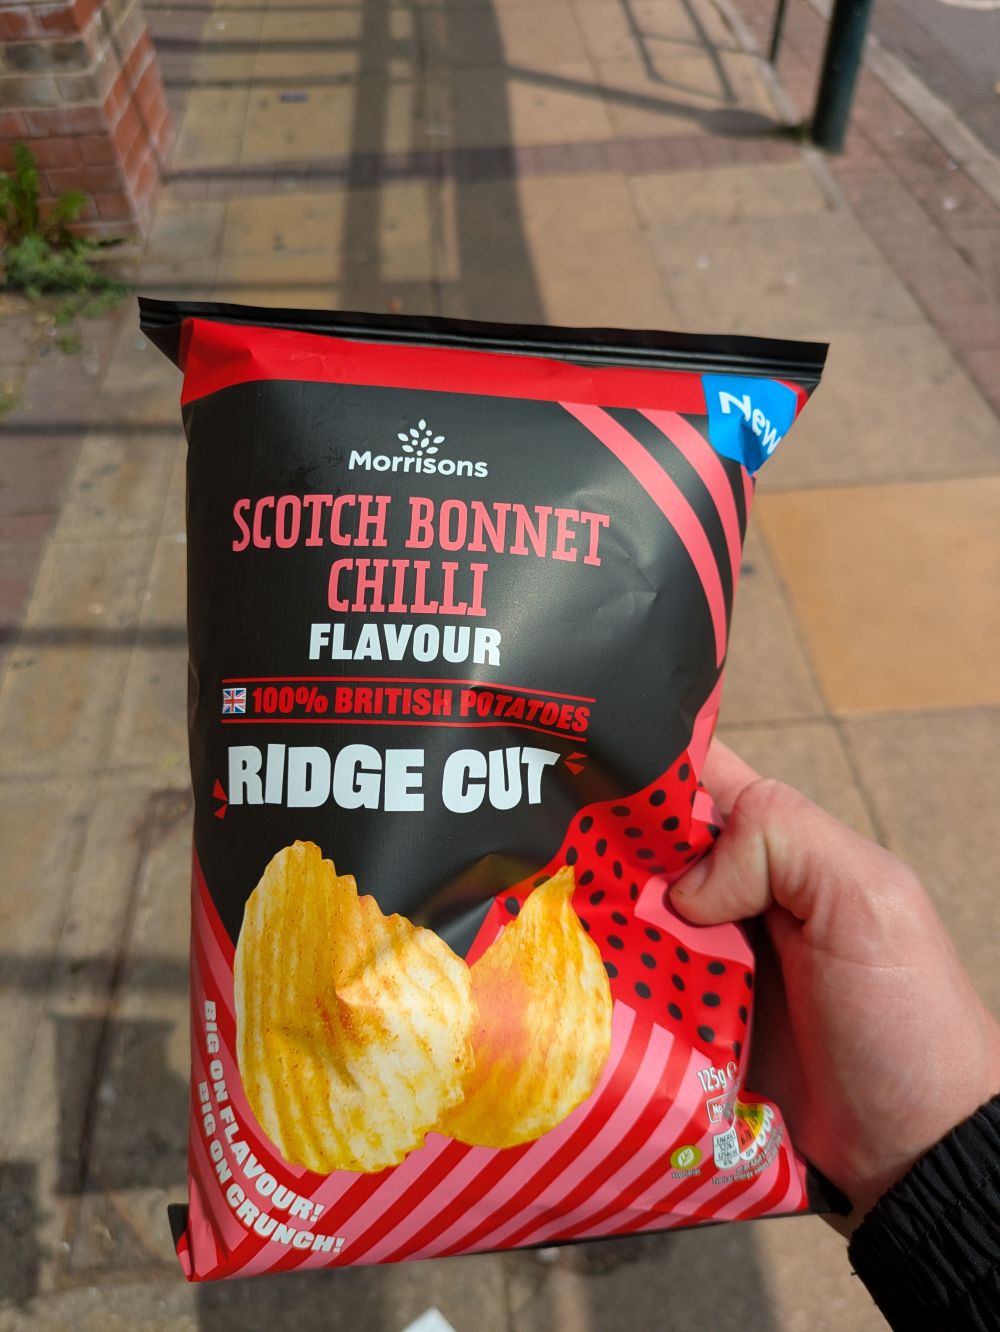 New
Morrisons
SCOTCH BONNET
CHILLI
FLAVOUR
100% BRITISH POTATOES
RIDGE CUT
BIG ON FLAVOUR!
BIG ON CRUNCH!
125g